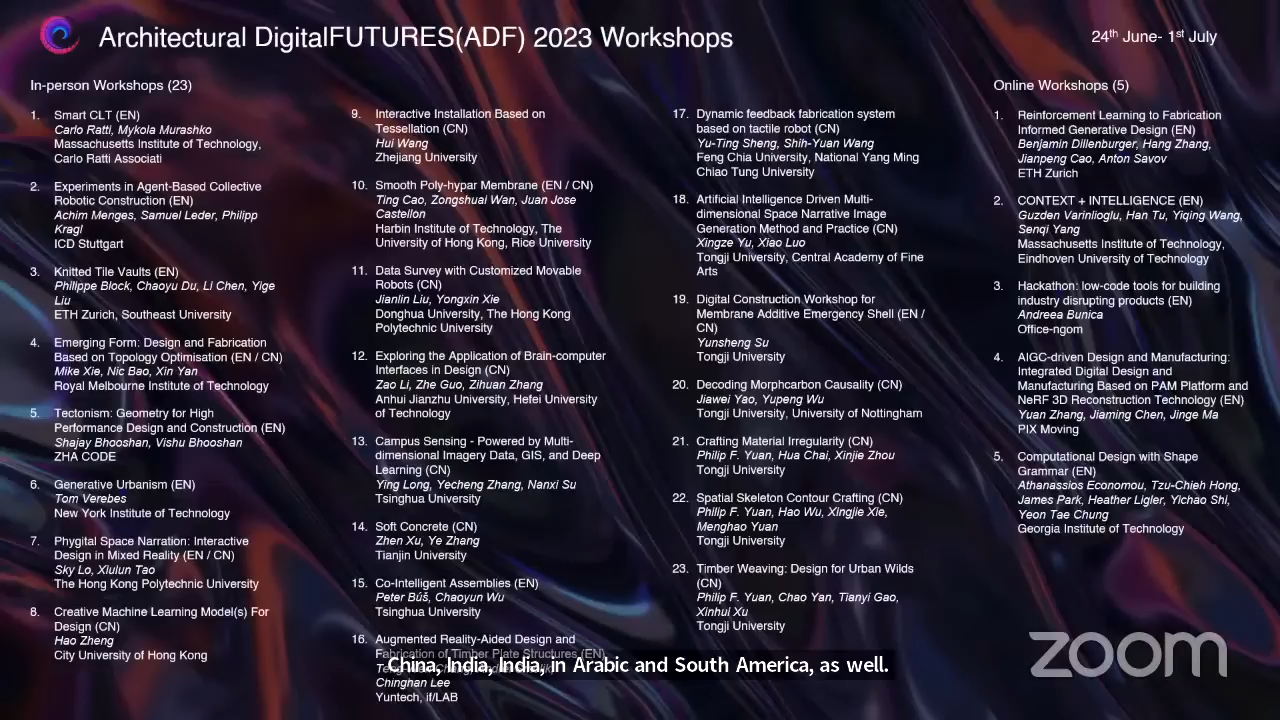 Architectural DigitalFUTURES(ADF) 2023 Workshops
24th June- 1st July
In-person Workshops (23)
1. Smart CLT (EN)
Carlo Ratti, Mykola Murashko
Massachusetts Institute of Technology,
Carlo Ratti Associati
2. Experiments in Agent-Based Collective
Robotic Construction (EN)
Achim Menges, Samuel Leder, Philipp
Kragl
ICD Stuttgart
3. Knitted Tile Vaults (EN)
Philippe Block, Chaoyu Du, Li Chen, Yige
Liu
ETH Zurich, Southeast University
4. Emerging Form: Design and Fabrication
Based on Topology Optimisation (EN / CN)
Mike Xie, Nic Bao, Xin Yan
Royal Melbourne Institute of Technology
5. Tectonism: Geometry for High
Performance Design and Construction (EN)
Shajay Bhooshan, Vishu Bhooshan
ZHA CODE
6. Generative Urbanism (EN)
Tom Verebes
New York Institute of Technology
7. Phygital Space Narration: Interactive
Design in Mixed Reality (EN / CN)
Sky Lo, Xiulun Tao
The Hong Kong Polytechnic University
8. Creative Machine Learning Model(s) For
Design (CN)
Hao Zheng
City University of Hong Kong
9. Interactive Installation Based on
Tessellation (CN)
Hui Wang
Zhejiang University
10. Smooth Poly-hypar Membrane (EN / CN)
Ting Cao, Zongshuai Wan, Juan Jose
Castellon
Harbin Institute of Technology, The
University of Hong Kong, Rice University
11. Data Survey with Customized Movable
Robots (CN)
Jianlin Liu, Yongxin Xie
Donghua University, The Hong Kong
Polytechnic University
12. Exploring the Application of Brain-computer
Interfaces in Design (CN)
Zao Li, Zhe Guo, Zihuan Zhang
Anhui Jianzhu University, Hefei University
of Technology
13. Campus Sensing - Powered by Multi-
dimensional Imagery Data, GIS, and Deep
Learning (CN)
Ying Long, Yecheng Zhang, Nanxi Su
Tsinghua University
14. Soft Concrete (CN)
Zhen Xu, Ye Zhang
Tianjin University
15. Co-Intelligent Assemblies (EN)
Peter Búš, Chaoyun Wu
Tsinghua University
16. Augmented Reality-Aided Design and
Fabrication of Timber Plate Structures (EN)
Chinghan Lee
Yuntech, if/LAB
17. Dynamic feedback fabrication system
based on tactile robot (CN)
Yu-Ting Sheng, Shih-Yuan Wang
Feng Chia University, National Yang Ming
Chiao Tung University
18. Artificial Intelligence Driven Multi-
dimensional Space Narrative Image
Generation Method and Practice (CN)
Xingze Yu, Xiao Luo
Tongji University, Central Academy of Fine
Arts
19. Digital Construction Workshop for
Membrane Additive Emergency Shell (EN /
CN)
Yunsheng Su
Tongji University
20. Decoding Morphcarbon Causality (CN)
Jiawei Yao, Yupeng Wu
Tongji University, University of Nottingham
21. Crafting Material Irregularity (CN)
Philip F. Yuan, Hua Chai, Xinjie Zhou
Tongji University
22. Spatial Skeleton Contour Crafting (CN)
Philip F. Yuan, Hao Wu, Xingjie Xie,
Menghao Yuan
Tongji University
23. Timber Weaving: Design for Urban Wilds
(CN)
Philip F. Yuan, Chao Yan, Tianyi Gao,
Xinhui Xu
Tongji University
Online Workshops (5)
1. Reinforcement Learning to Fabrication
Informed Generative Design (EN)
Benjamin Dillenburger, Hang Zhang,
Jianpeng Cao, Anton Savov
ETH Zurich
2. CONTEXT + INTELLIGENCE (EN)
Guzden Varinlioglu, Han Tu, Yiqing Wang,
Senqi Yang
Massachusetts Institute of Technology,
Eindhoven University of Technology
3. Hackathon: low-code tools for building
industry disrupting products (EN)
Andreea Bunica
Office-ngom
4. AIGC-driven Design and Manufacturing:
Integrated Digital Design and
Manufacturing Based on PAM Platform and
NeRF 3D Reconstruction Technology (EN)
Yuan Zhang, Jiaming Chen, Jinge Ma
PIX Moving
5. Computational Design with Shape
Grammar (EN)
Athanassios Economou, Tzu-Chieh Hong,
James Park, Heather Ligler, Yichao Shi,
Yeon Tae Chung
Georgia Institute of Technology
China, India, India, in Arabic and South America, as well.
zoom